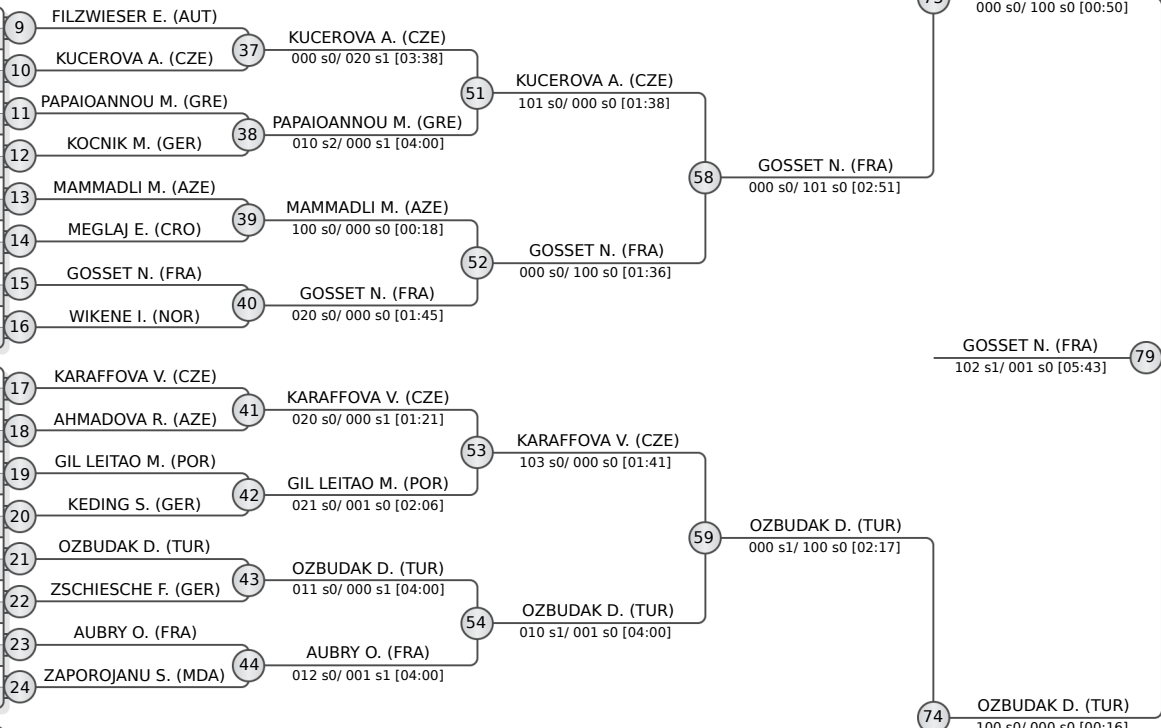 FILZWIESER E. (AUT)
9
KUCEROVA A. (CZE)
10
37
KUCEROVA A. (CZE)
000 s0/ 020 s1 [03:38]
PAPAIOANNOU M. (GRE)
11
KOCNIK M. (GER)
12
38
PAPAIOANNOU M. (GRE)
010 s2/ 000 s1 [04:00]
51
KUCEROVA A. (CZE)
101 s0/ 000 s0 [01:38]
MAMMADLI M. (AZE)
13
MEGLAJ E. (CRO)
14
39
MAMMADLI M. (AZE)
100 s0/ 000 s0 [00:18]
GOSSET N. (FRA)
15
WIKENE I. (NOR)
16
40
GOSSET N. (FRA)
020 s0/ 000 s0 [01:45]
52
GOSSET N. (FRA)
000 s0/ 100 s0 [01:36]
58
GOSSET N. (FRA)
000 s0/ 101 s0 [02:51]
000 s0/ 100 s0 [00:50]
GOSSET N. (FRA)
102 s1/ 001 s0 [05:43]
79
KARAFFOVA V. (CZE)
17
AHMADOVA R. (AZE)
18
41
KARAFFOVA V. (CZE)
020 s0/ 000 s1 [01:21]
GIL LEITAO M. (POR)
19
KEDING S. (GER)
20
42
GIL LEITAO M. (POR)
021 s0/ 001 s0 [02:06]
53
KARAFFOVA V. (CZE)
103 s0/ 000 s0 [01:41]
OZBUDAK D. (TUR)
21
ZSCHIESCHE F. (GER)
22
43
OZBUDAK D. (TUR)
011 s0/ 000 s1 [04:00]
AUBRY O. (FRA)
23
ZAPOROJANU S. (MDA)
24
44
AUBRY O. (FRA)
012 s0/ 001 s1 [04:00]
54
OZBUDAK D. (TUR)
010 s1/ 001 s0 [04:00]
59
OZBUDAK D. (TUR)
000 s1/ 100 s0 [02:17]
74
OZBUDAK D. (TUR)
100 s0/ 000 s0 [00:16]